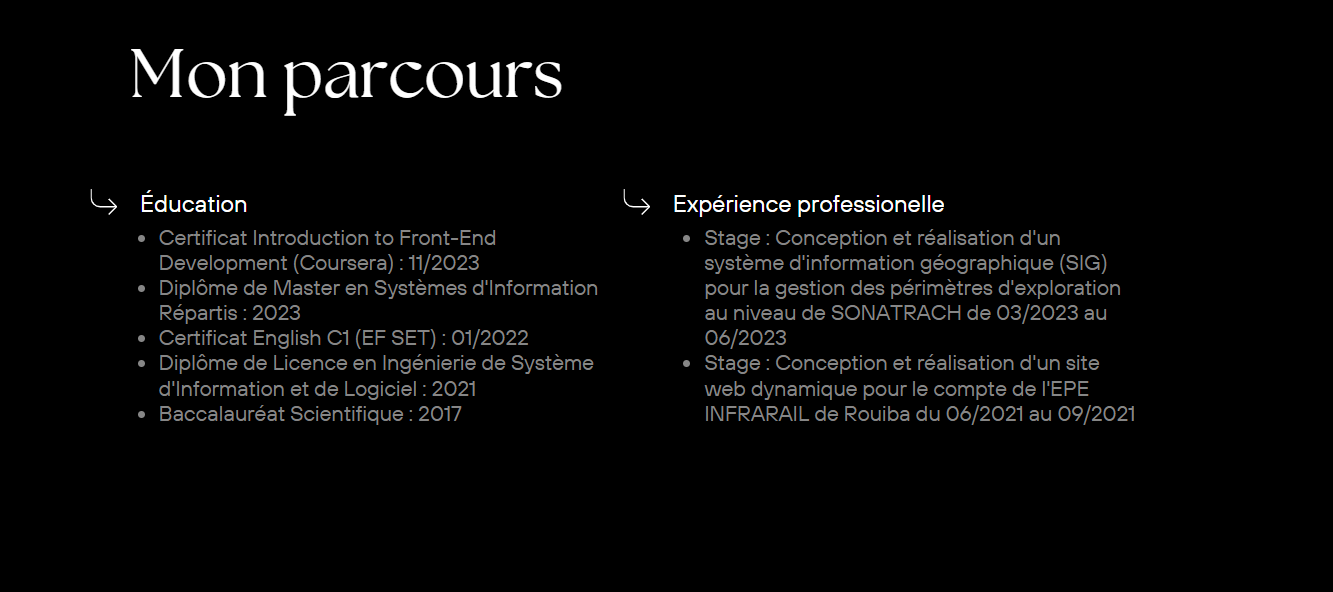 Mon parcours
Éducation
Certificat Introduction to Front-End
Development (Coursera) : 11/2023
Diplôme de Master en Systèmes d'Information
Répartis : 2023
Certificat English C1 (EF SET) : 01/2022
Diplôme de Licence en Ingénierie de Système
d'Information et de Logiciel : 2021
Baccalauréat Scientifique : 2017
Expérience professionelle
Stage : Conception et réalisation d'un
système d'information géographique (SIG)
pour la gestion des périmètres d'exploration
au niveau de SONATRACH de 03/2023 au
06/2023
Stage : Conception et réalisation d'un site
web dynamique pour le compte de l'EPE
INFRARAIL de Rouiba du 06/2021 au 09/2021